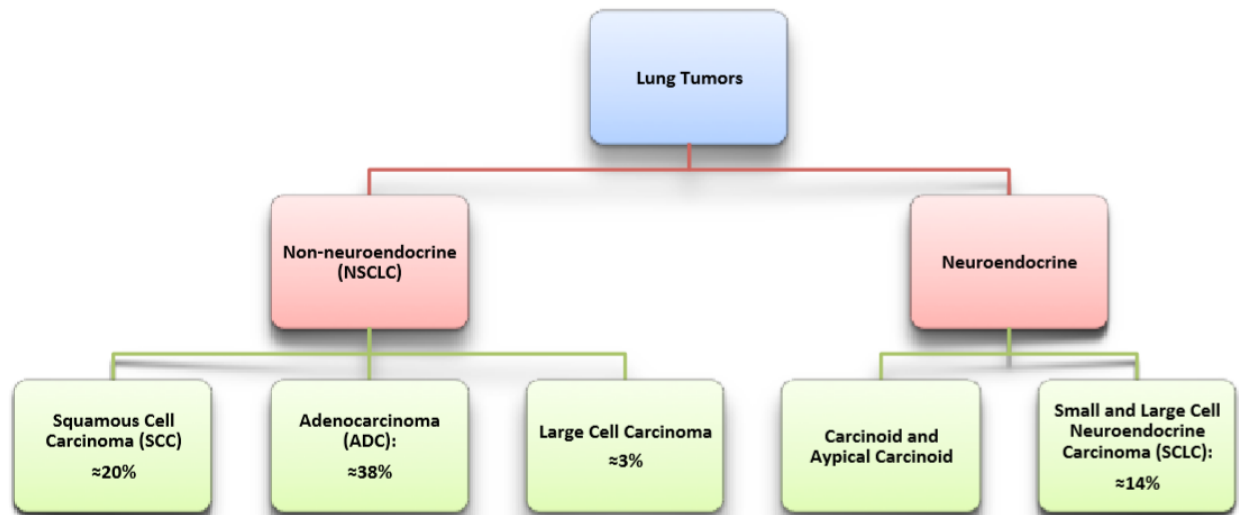 Lung Tumors
Non-neuroendocrine
(NSCLC)
Neuroendocrine
Squamous Cell
Carcinoma (SCC)
≈20%
Adenocarcinoma
(ADC):
≈38%
Large Cell Carcinoma
≈3%
Carcinoid and
Aypical Carcinoid
Small and Large Cell
Neuroendocrine
Carcinoma (SCLC):
≈14%